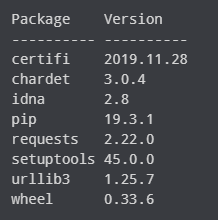 Package    Version
---------- ----------
certifi    2019.11.28
chardet    3.0.4
idna       2.8
pip        19.3.1
requests   2.22.0
setuptools 45.0.0
urllib3    1.25.7
wheel      0.33.6